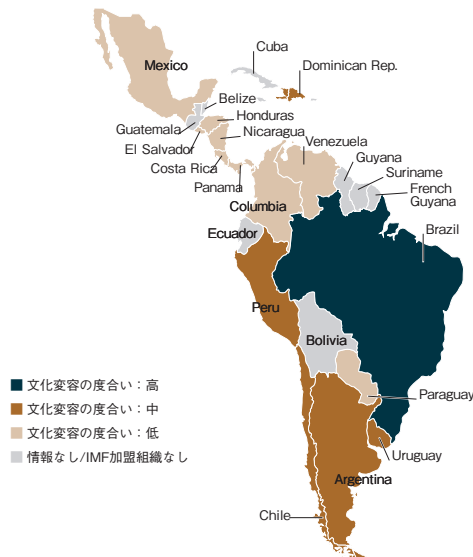 Cuba
Mexico
Dominican Rep.
Belize
Honduras
Guatemala
Nicaragua
El Salvador
Venezuela
Costa Rica
Guyana
Suriname
Panama
French
Guyana
Columbia
Brazil
Ecuador
Peru
Bolivia
文化変容の度合い：高
Paraguay
文化変容の度合い：中
文化変容の度合い：低
情報なし/IMF加盟組織なし
Uruguay
Argentina
Chile